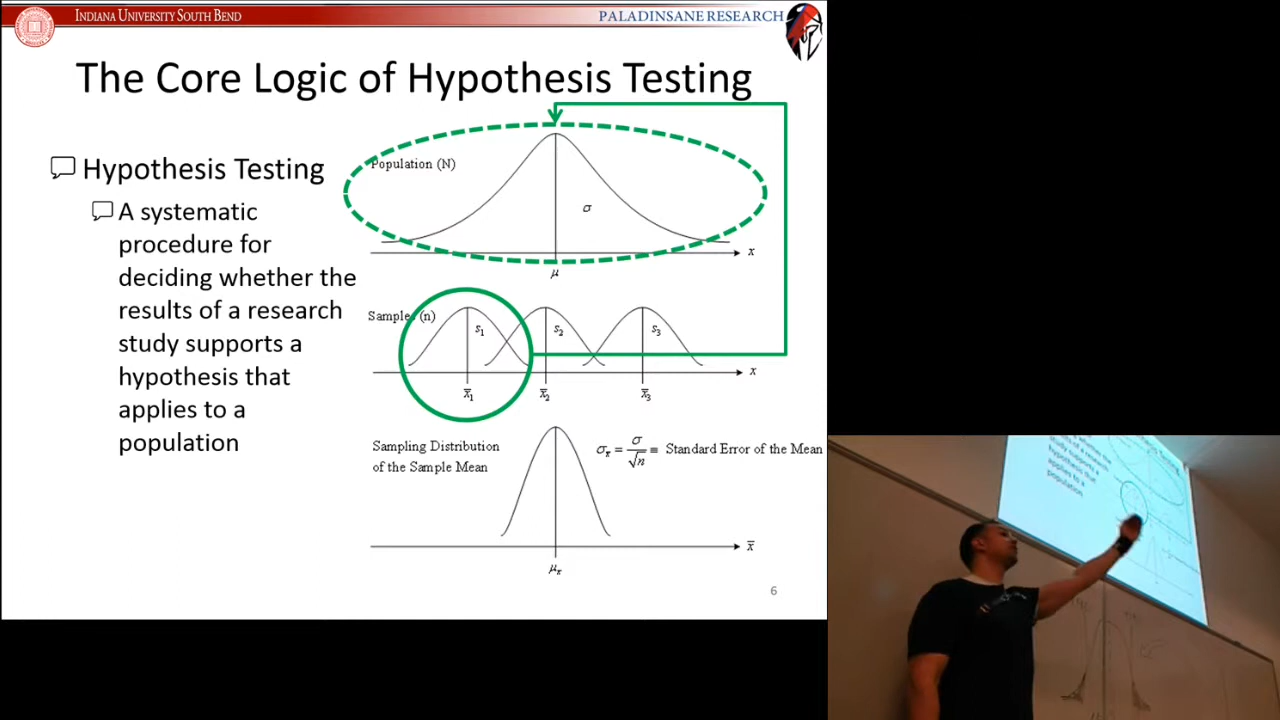 INDIANA UNIVERSITY SOUTH BEND
PALADINSANE RESEARCH
The Core Logic of Hypothesis Testing
Hypothesis Testing
A systematic
procedure for
deciding whether the
results of a research
study supports a
hypothesis that
applies to a
population
Population (N)
σ
x
μ
Samples (n)
s₁ s₂ s₃
x
x̄₁ x̄₂ x̄₃
Sampling Distribution
of the Sample Mean
σx̄ = σ/√n ≡ Standard Error of the Mean
x̄
μx̄
6